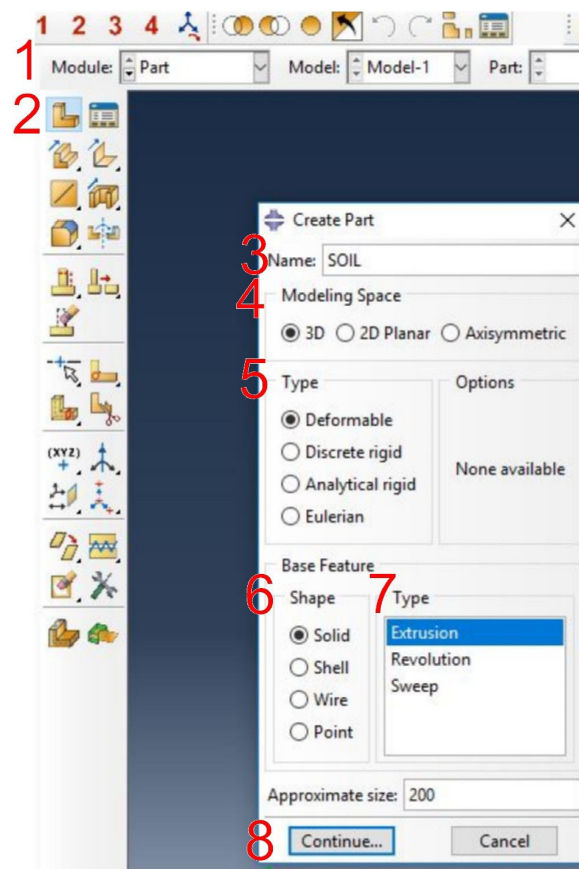 1 2 3 4
1 Module: Part Model: Model-1 Part:
2
Create Part
3 Name: SOIL
4 Modeling Space
3D 2D Planar Axisymmetric
5 Type Options
Deformable
Discrete rigid
None available
Analytical rigid
Eulerian
(XYZ)
Base Feature
6 Shape 7 Type
Solid Extrusion
Shell Revolution
Wire Sweep
Point
Approximate size: 200
8 Continue... Cancel